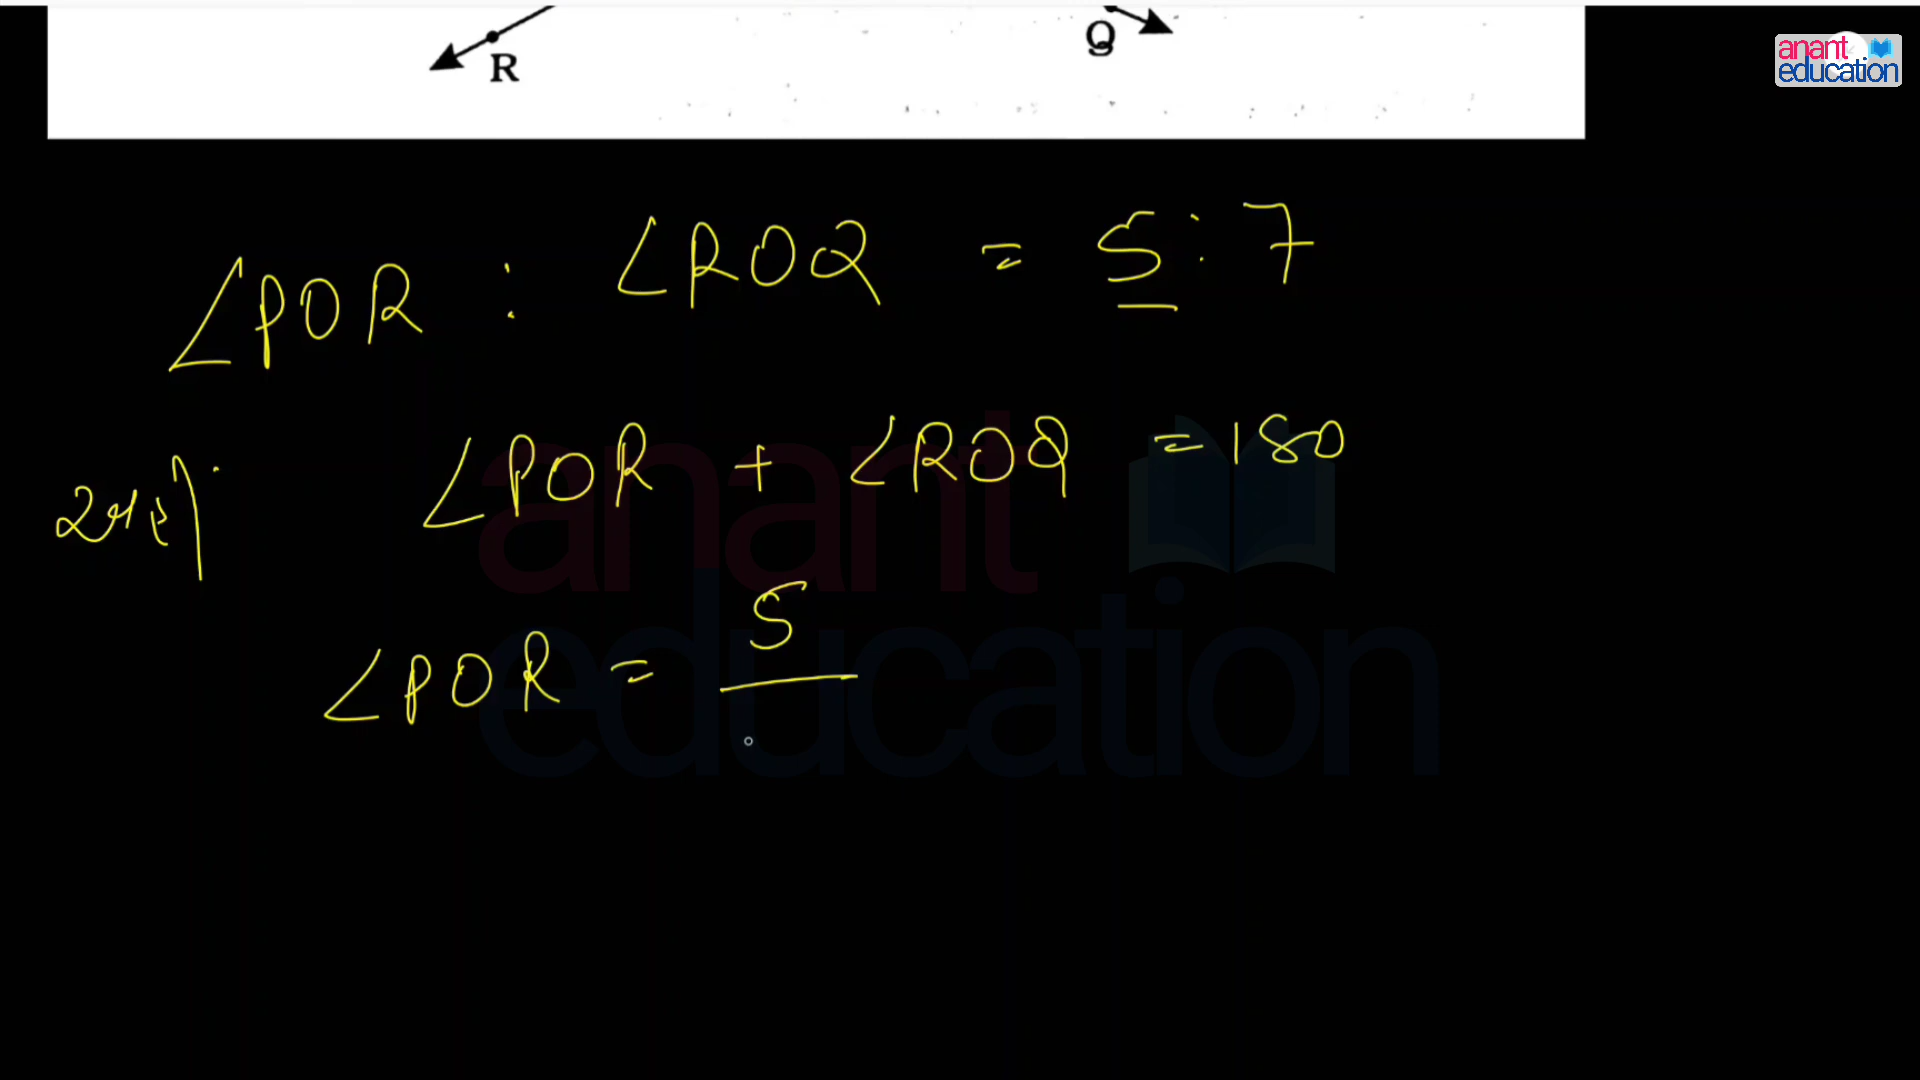 R
Q
anant
education
∠POR : ∠ROQ = 5:7
∠POR + ∠ROQ = 180
∠POR = 5
anant
education